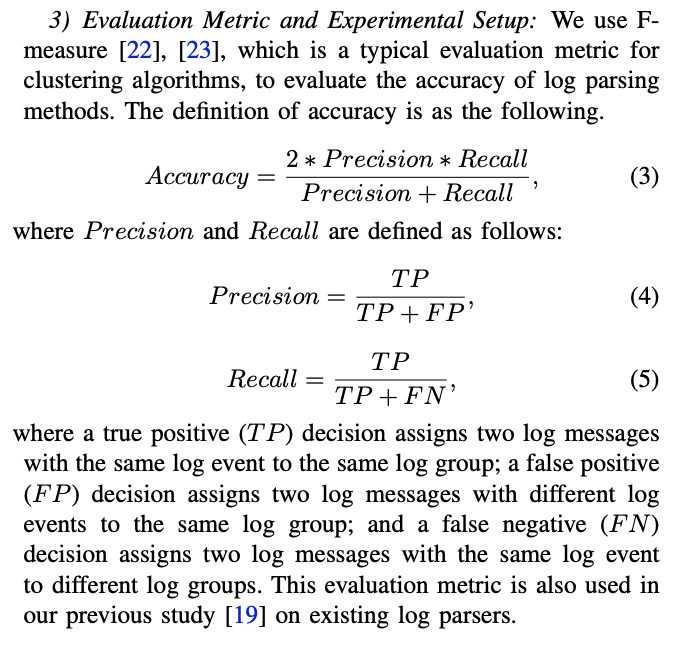 3) Evaluation Metric and Experimental Setup: We use F-
measure [22], [23], which is a typical evaluation metric for
clustering algorithms, to evaluate the accuracy of log parsing
methods. The definition of accuracy is as the following.
Accuracy = \frac{2 * Precision * Recall}{Precision + Recall}, (3)
where Precision and Recall are defined as follows:
Precision = \frac{TP}{TP + FP}, (4)
Recall = \frac{TP}{TP + FN}, (5)
where a true positive (TP) decision assigns two log messages
with the same log event to the same log group; a false positive
(FP) decision assigns two log messages with different log
events to the same log group; and a false negative (FN)
decision assigns two log messages with the same log event
to different log groups. This evaluation metric is also used in
our previous study [19] on existing log parsers.